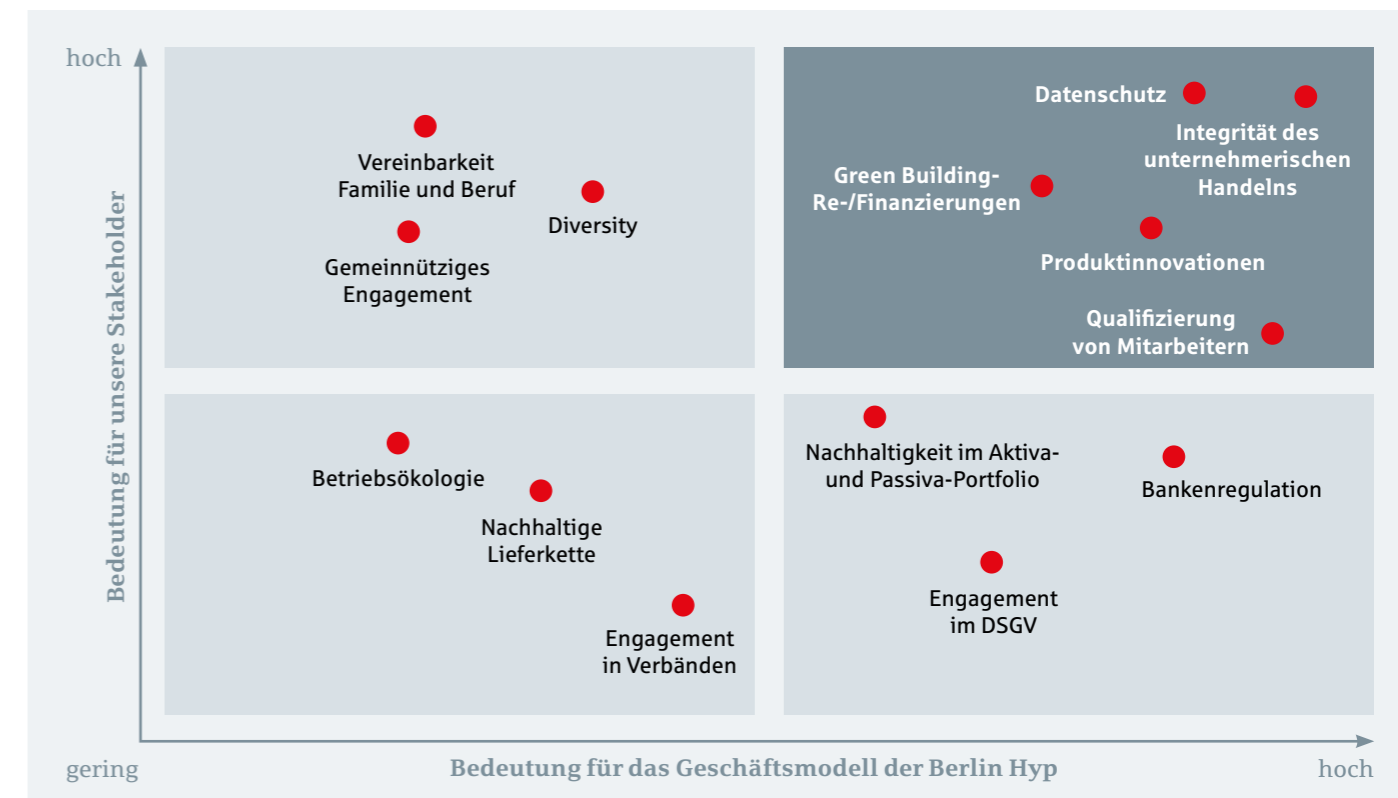 hoch
Bedeutung für unsere Stakeholder
Vereinbarkeit
Familie und Beruf
Diversity
Gemeinnütziges
Engagement
Datenschutz
Integrität des
unternehmerischen
Handelns
Green Building-
Re-/Finanzierungen
Produktinnovationen
Qualifizierung
von Mitarbeitern
Betriebsökologie
Nachhaltige
Lieferkette
Engagement
in Verbänden
Nachhaltigkeit im Aktiva-
und Passiva-Portfolio
Bankenregulation
Engagement
im DSGV
gering
Bedeutung für das Geschäftsmodell der Berlin Hyp
hoch